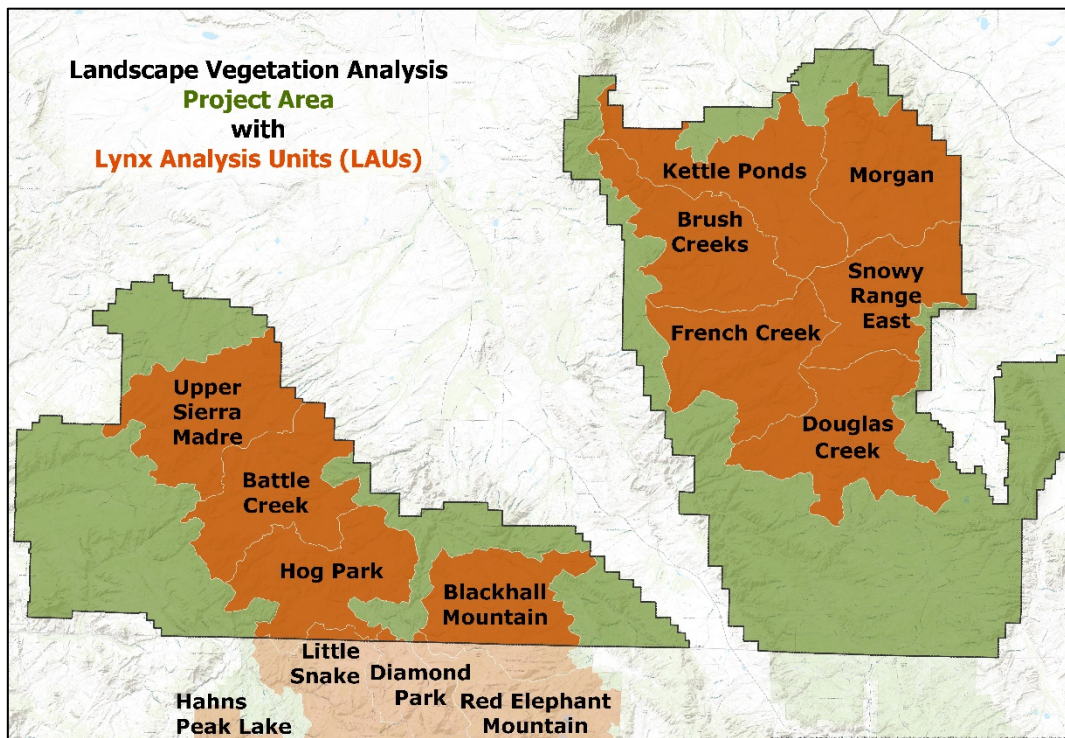 Landscape Vegetation Analysis
Project Area
with
Lynx Analysis Units (LAUs)
Kettle Ponds
Morgan
Brush
Creeks
Snowy
Range
East
French Creek
Douglas
Creek
Upper
Sierra
Madre
Battle
Creek
Hog Park
Blackhall
Mountain
Little
Snake
Diamond
Park
Hahns
Peak Lake
Red Elephant
Mountain